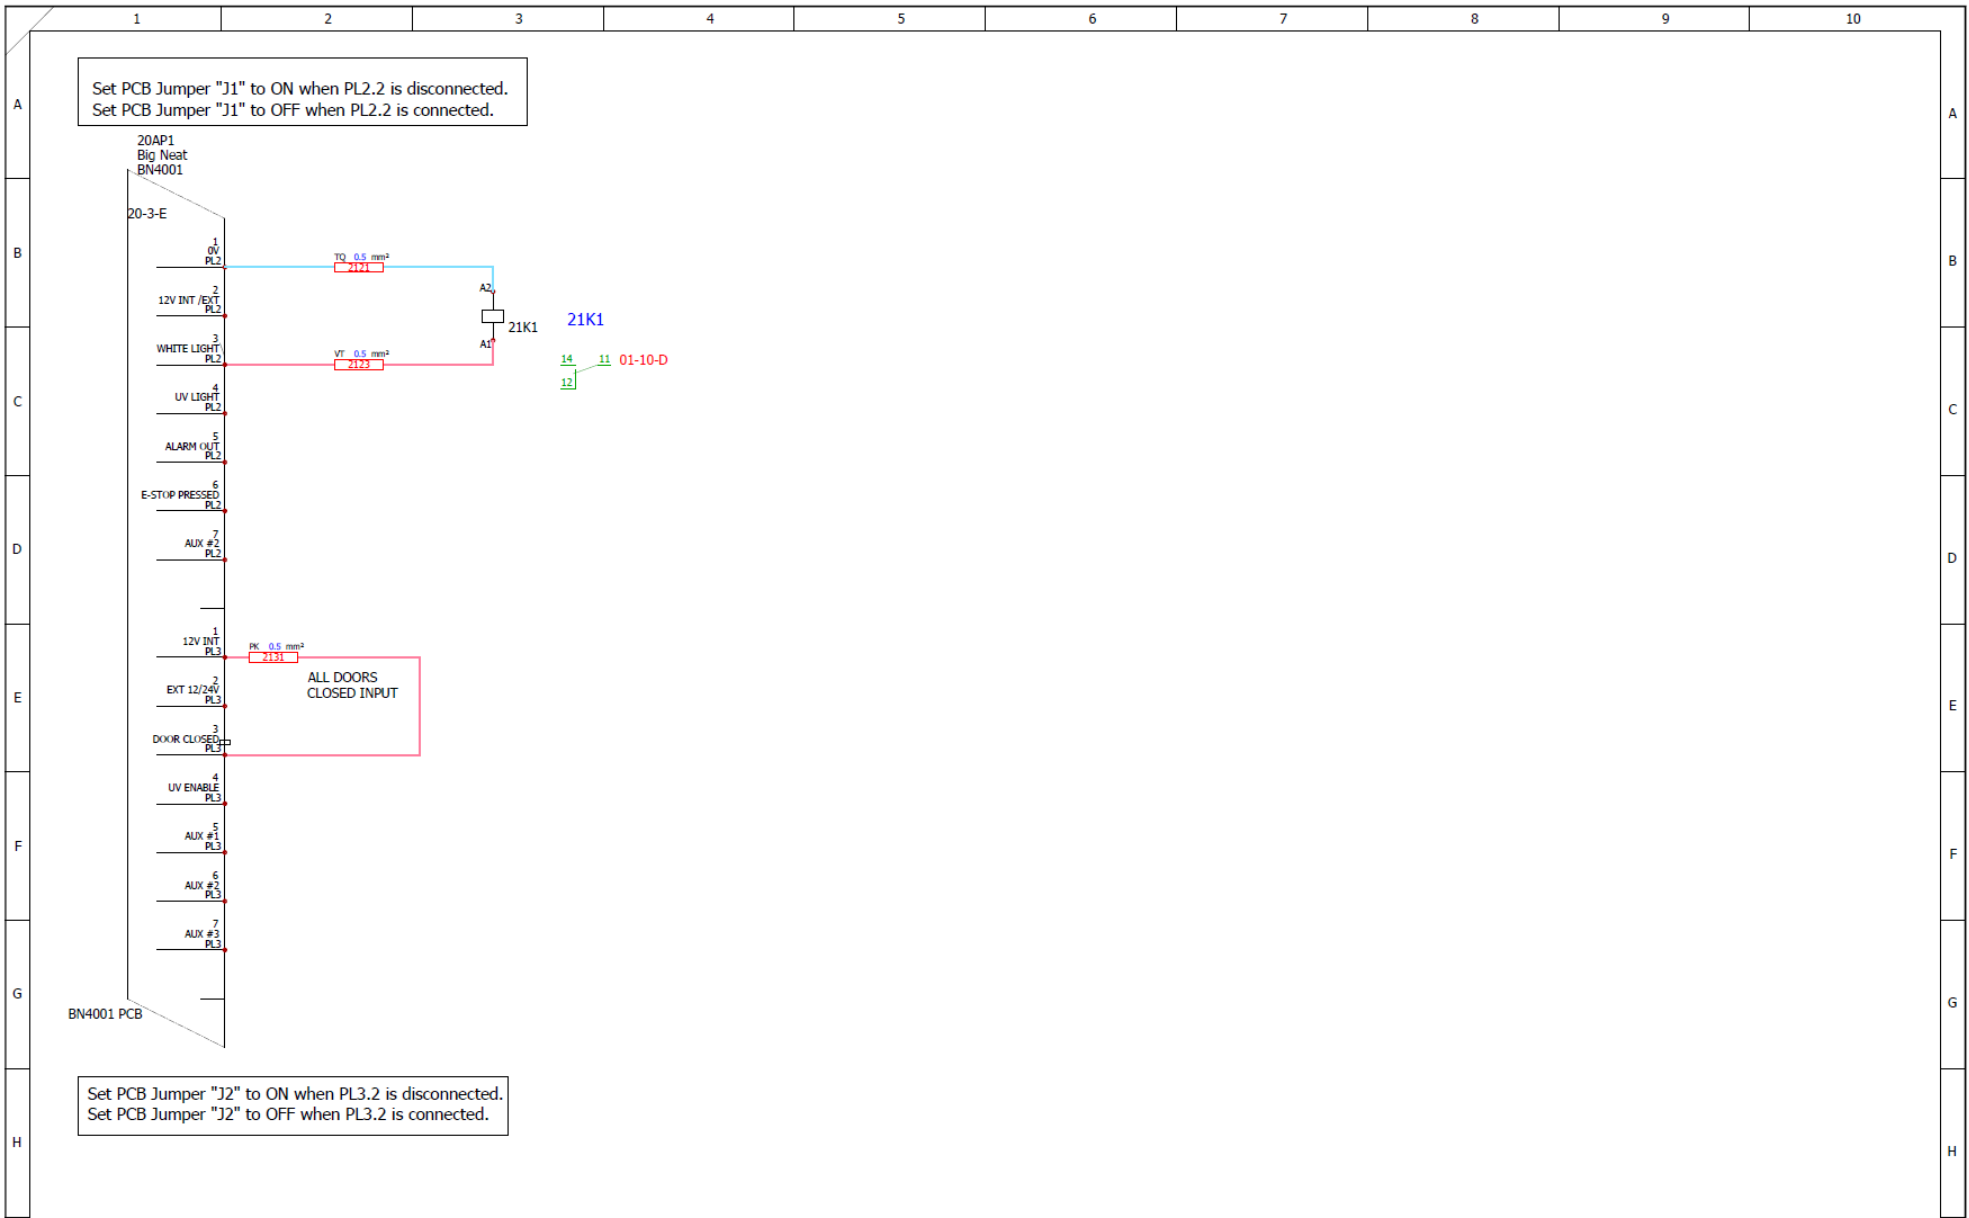 1 2 3 4 5 6 7 8 9 10
A
A
Set PCB Jumper "J1" to ON when PL2.2 is disconnected.
Set PCB Jumper "J1" to OFF when PL2.2 is connected.
20AP1
Big Neat
BN4001
20-3-E
B
B
1
0V
PL2
TQ 0.5 mm²
2121
A2
21K1
A1
21K1
14 11 01-10-D
12
2
12V INT /EXT
PL2
3
WHITE LIGHT
PL2
VT 0.5 mm²
2123
C
C
4
UV LIGHT
PL2
5
ALARM OUT
PL2
6
E-STOP PRESSED
PL2
D
D
7
AUX #2
PL2
1
12V INT
PL3
PK 0.5 mm²
2131
ALL DOORS
CLOSED INPUT
E
E
2
EXT 12/24V
PL3
3
DOOR CLOSED
PL3
4
UV ENABLE
PL3
F
F
5
AUX #1
PL3
6
AUX #2
PL3
7
AUX #3
PL3
G
G
BN4001 PCB
Set PCB Jumper "J2" to ON when PL3.2 is disconnected.
Set PCB Jumper "J2" to OFF when PL3.2 is connected.
H
H